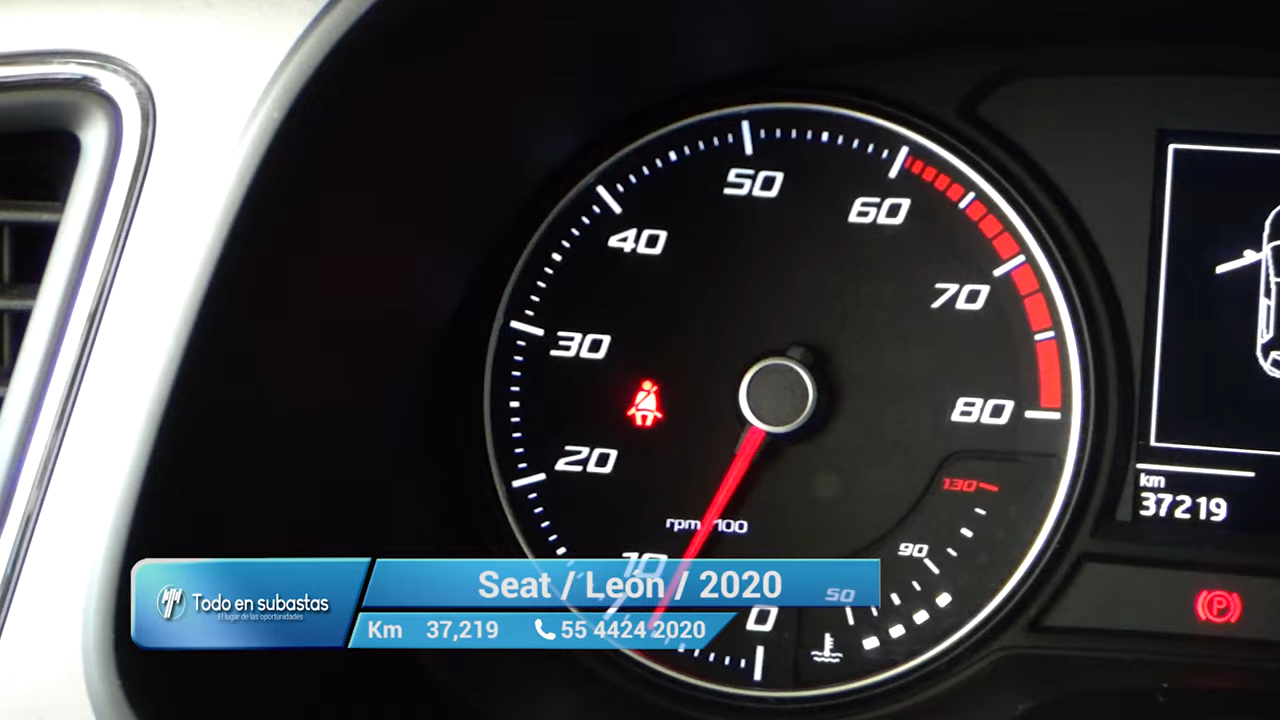 50
60
40
70
30
80
20
130
km
37219
rpm 100
90
10
50
0
P
Todo en subastas
El lugar de las oportunidades
Seat / León / 2020
Km 37,219 55 4424 2020